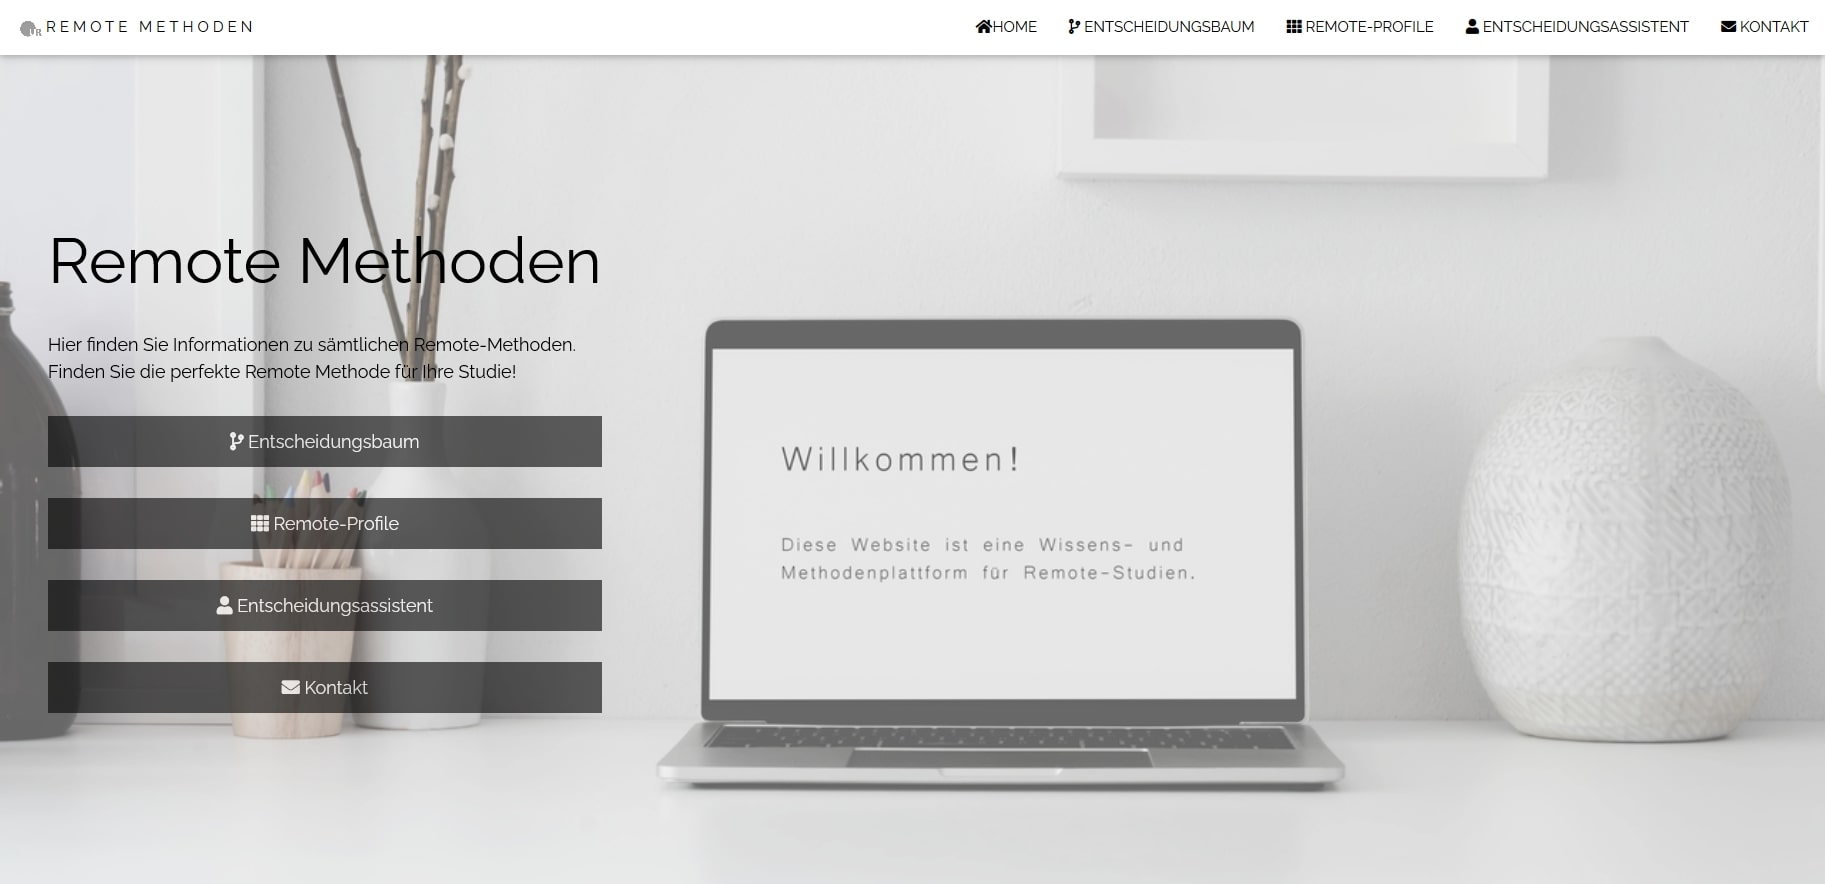 REMOTE METHODEN
HOME
ENTSCHEIDUNGSBAUM
REMOTE-PROFILE
ENTSCHEIDUNGSASSISTENT
KONTAKT
Remote Methoden
Hier finden Sie Informationen zu sämtlichen Remote-Methoden.
Finden Sie die perfekte Remote Methode für Ihre Studie!
Entscheidungsbaum
Remote-Profile
Entscheidungsassistent
Kontakt
Willkommen!
Diese Website ist eine Wissens- und
Methodenplattform für Remote-Studien.